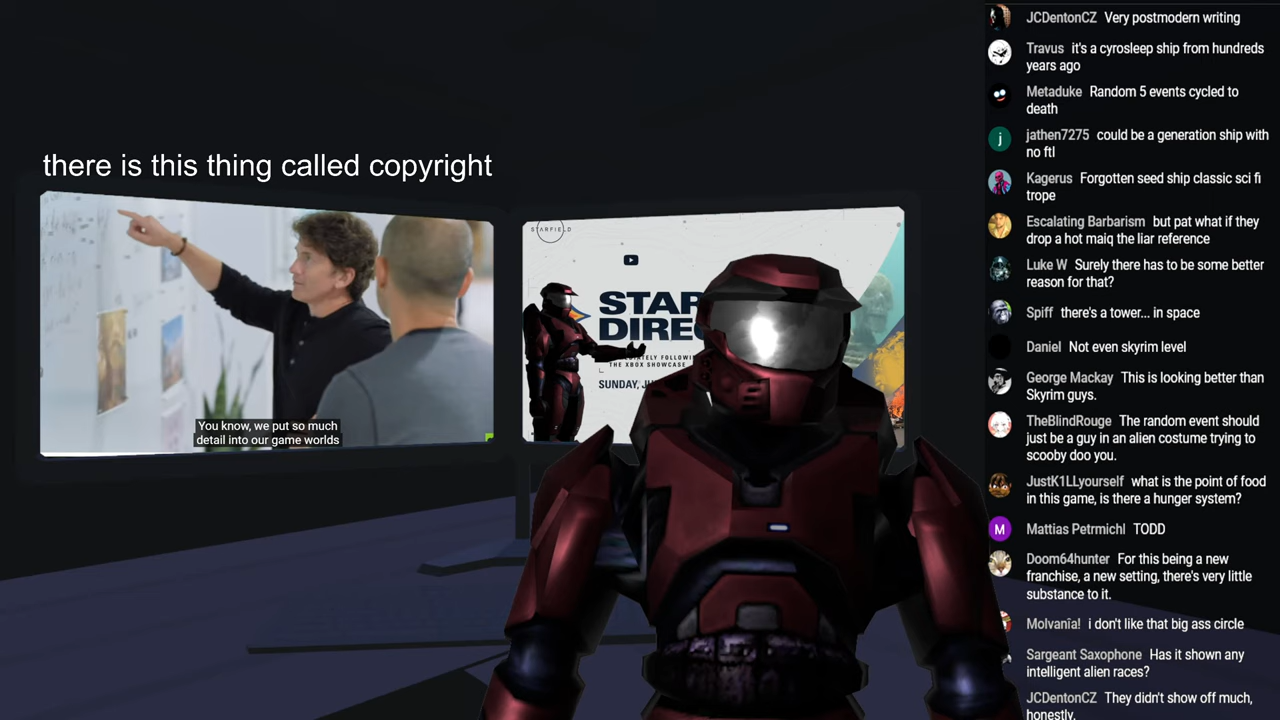 there is this thing called copyright
You know, we put so much
detail into our game worlds
STARFIELD
STAR
DIREC
THE XBOX SHOWCASE
SUNDAY, JU
JCDentonCZ Very postmodern writing
Travus it's a cyrosleep ship from hundreds
years ago
Metaduke Random 5 events cycled to
death
j
jathen7275 could be a generation ship with
no ftl
Kagerus Forgotten seed ship classic sci fi
trope
Escalating Barbarism but pat what if they
drop a hot maiq the liar reference
Luke W Surely there has to be some better
reason for that?
Spiff there's a tower... in space
Daniel Not even skyrim level
George Mackay This is looking better than
Skyrim guys.
TheBlindRouge The random event should
just be a guy in an alien costume trying to
scooby doo you.
JustK1LLyourself what is the point of food
in this game, is there a hunger system?
M
Mattias Petrmichl TODD
Doom64hunter For this being a new
franchise, a new setting, there's very little
substance to it.
Molvanïa! i don't like that big ass circle
Sargeant Saxophone Has it shown any
intelligent alien races?
JCDentonCZ They didn't show off much,
honestly.